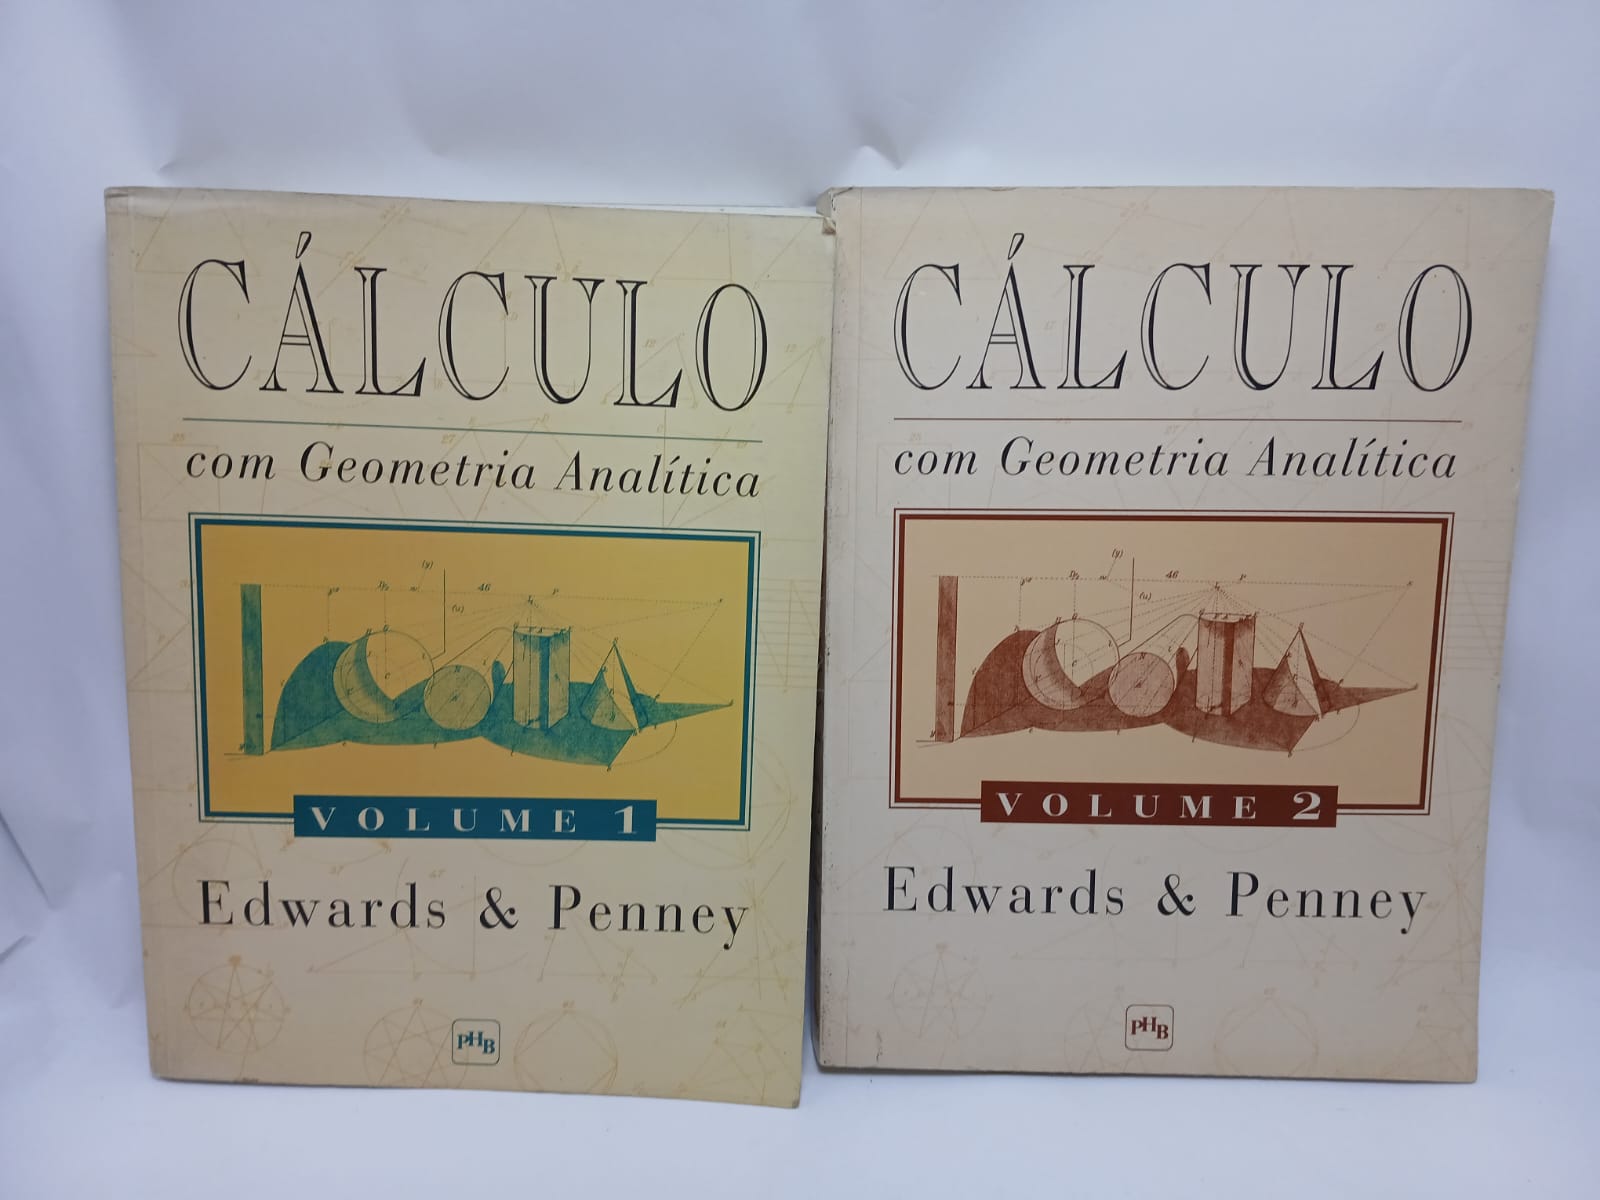 CÁLCULO
com Geometria Analítica
VOLUME 1
Edwards & Penney
PHB
CÁLCULO
com Geometria Analítica
VOLUME 2
Edwards & Penney
PHB